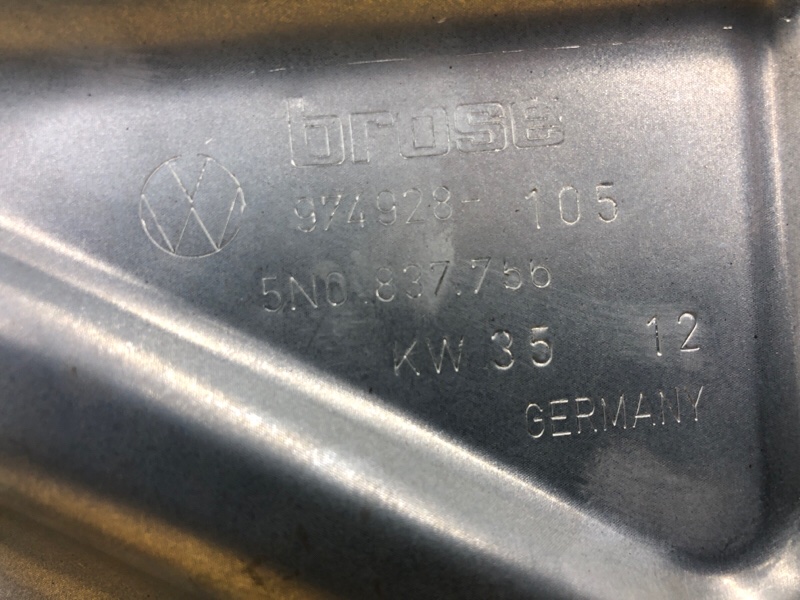 brose
974928- 105
5N0.837.756
KW 35 12
GERMANY